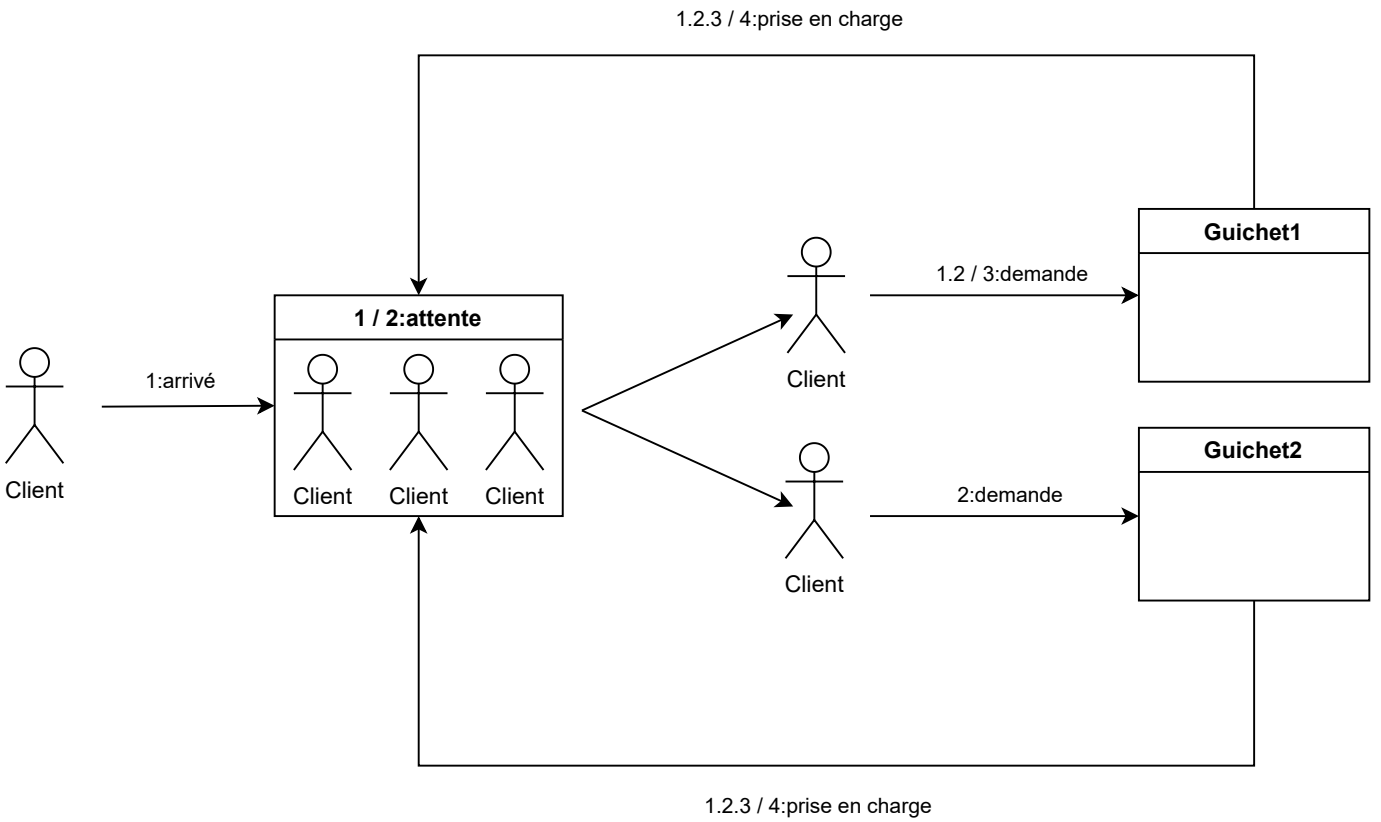 1.2.3 / 4:prise en charge
Guichet1
1.2 / 3:demande
1 / 2:attente
Client
1:arrivé
Client
Client
Client
Client
Guichet2
2:demande
Client
1.2.3 / 4:prise en charge